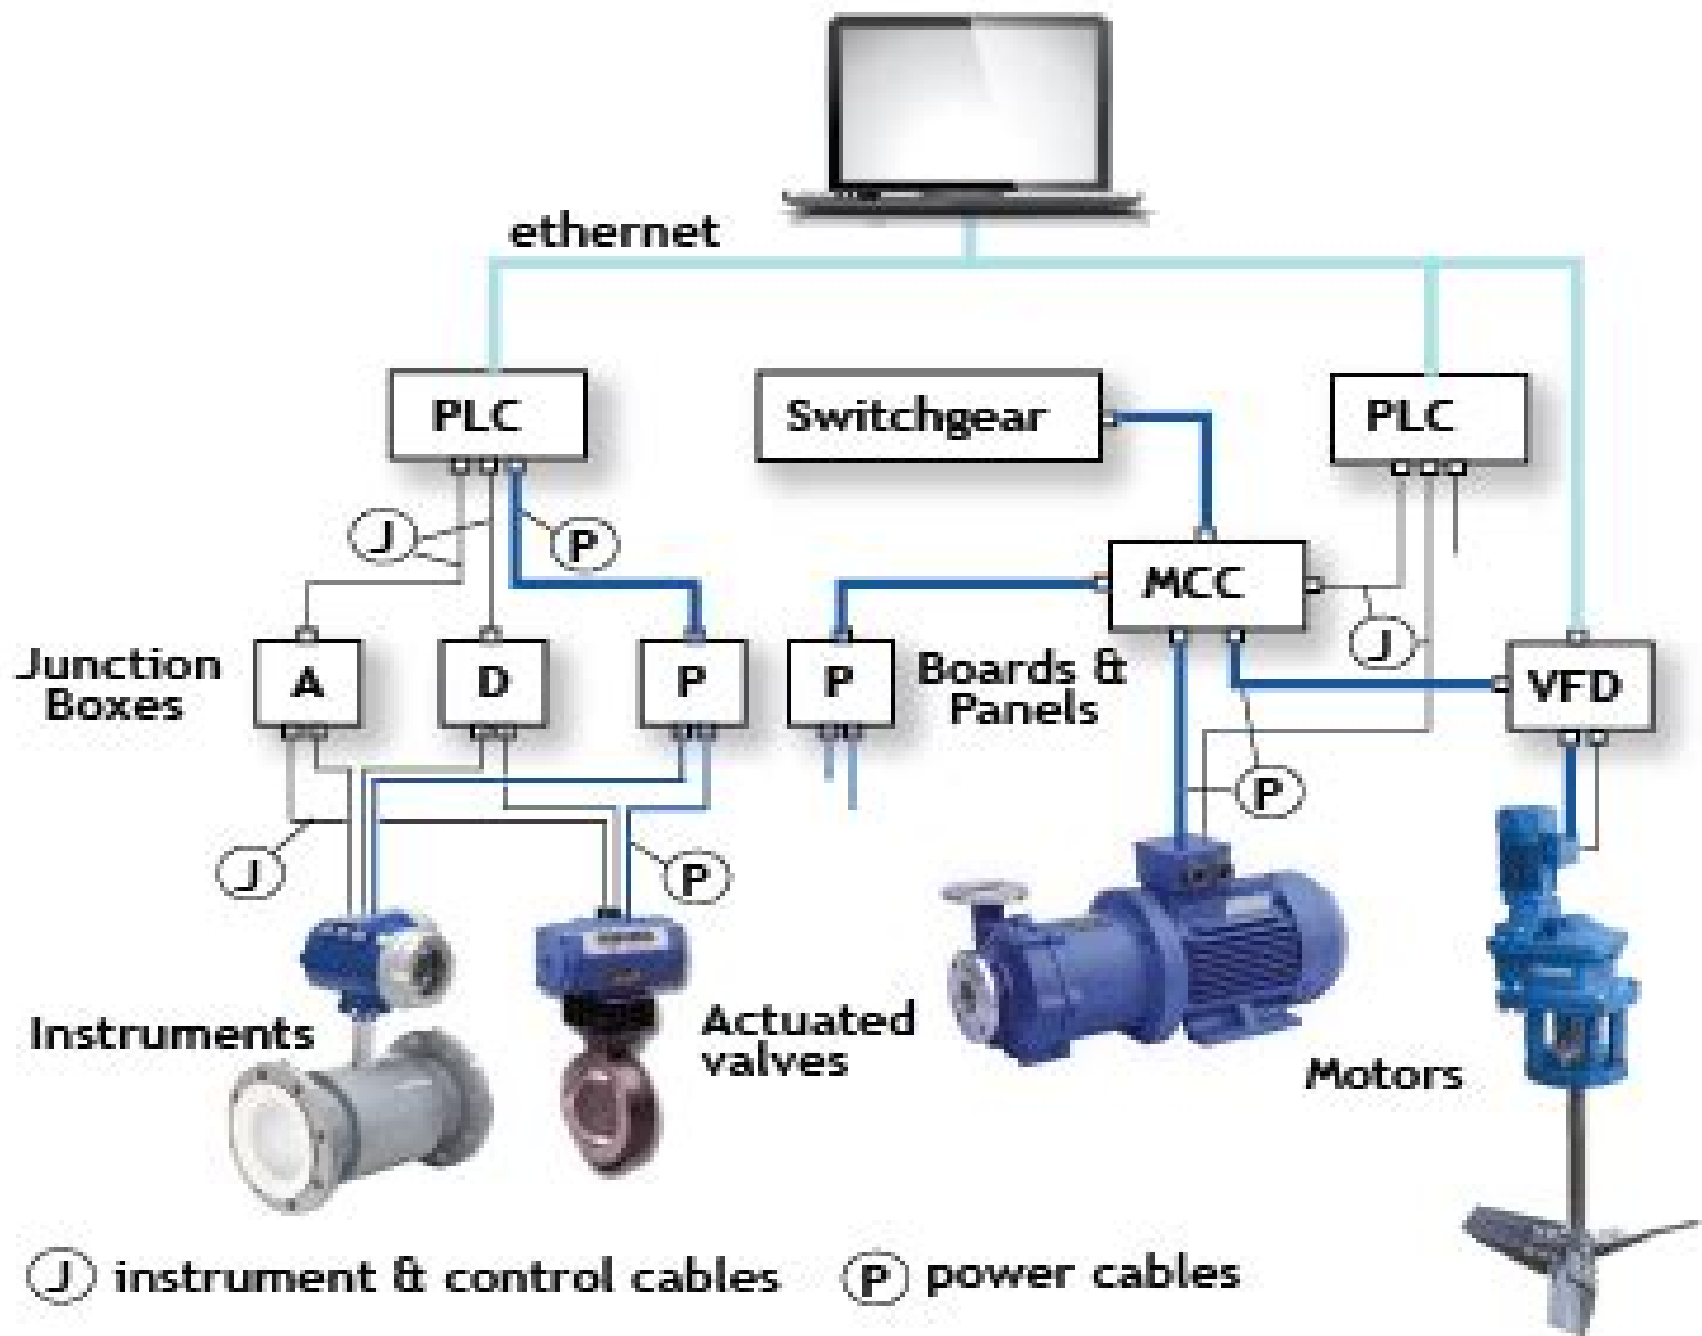 ethernet
PLC
Switchgear
PLC
J
P
MCC
J
Junction
Boxes
A
D
P
P
Boards &
Panels
VFD
P
J
P
Instruments
Actuated
valves
Motors
J instrument & control cables
P power cables